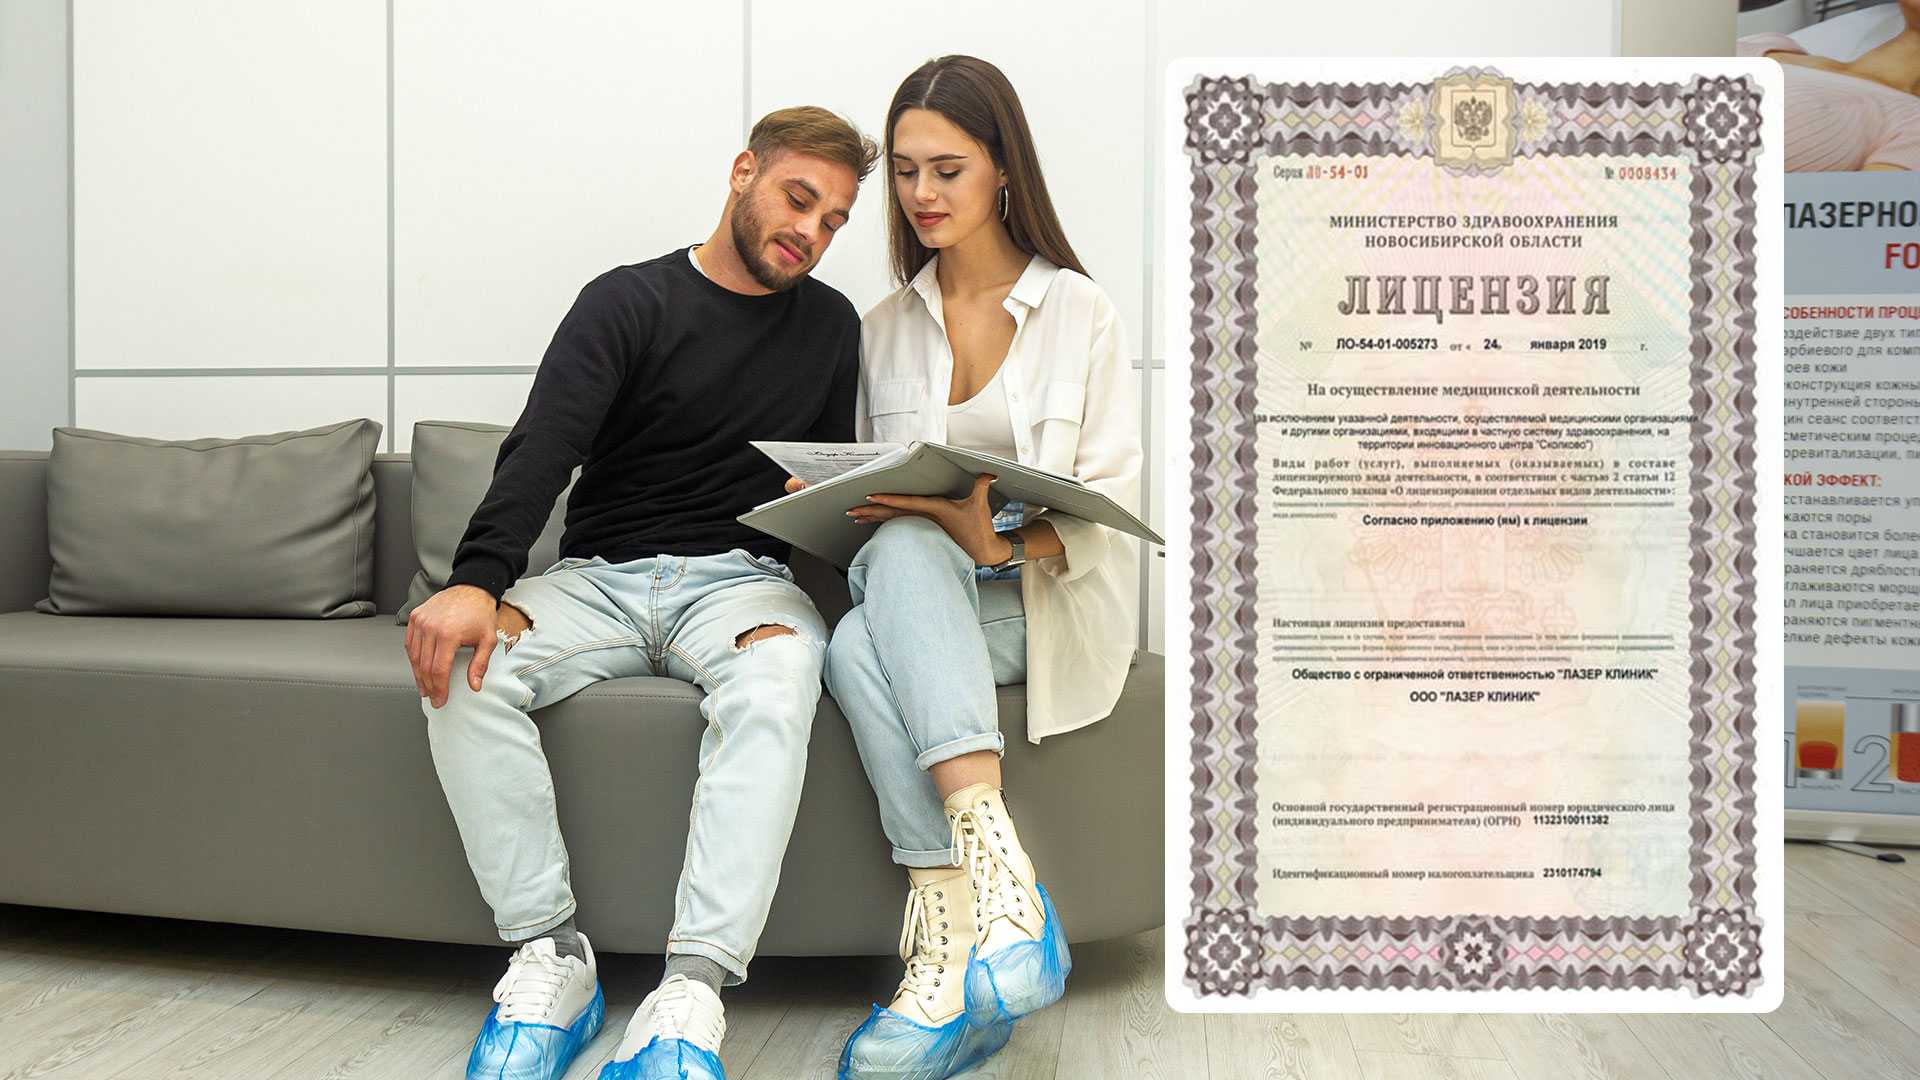 Серия ЛО-54-01
№ 0008434
МИНИСТЕРСТВО ЗДРАВООХРАНЕНИЯ
НОВОСИБИРСКОЙ ОБЛАСТИ
ЛИЦЕНЗИЯ
№ ЛО-54-01-005273 от « 24» января 2019 г.
На осуществление медицинской деятельности
(за исключением указанной деятельности, осуществляемой медицинскими организациями
и другими организациями, входящими в частную систему здравоохранения, на
территории инновационного центра "Сколково")
Виды работ (услуг), выполняемых (оказываемых) в составе
лицензируемого вида деятельности, в соответствии с частью 2 статьи 12
Федерального закона «О лицензировании отдельных видов деятельности»:
Согласно приложению (ям) к лицензии
Настоящая лицензия предоставлена
Общество с ограниченной ответственностью "ЛАЗЕР КЛИНИК"
ООО "ЛАЗЕР КЛИНИК"
Основной государственный регистрационный номер юридического лица
(индивидуального предпринимателя) (ОГРН) 1132310011382
Идентификационный номер налогоплательщика 2310174794
ЛАЗЕРНО
FO
СОБЕННОСТИ ПРОЦ
оздействие двух тип
эрбиевого для комп
оев кожи
еконструкция кожны
внутренней стороны
ин сеанс соответст
сметическим процед
оревитализации, пи
КОЙ ЭФФЕКТ:
сстанавливается уп
жаются поры
жа становится боле
учшается цвет лица
раняется дряблость
глаживаются морщ
ал лица приобретае
раняются пигментн
елкие дефекты кож
1
2